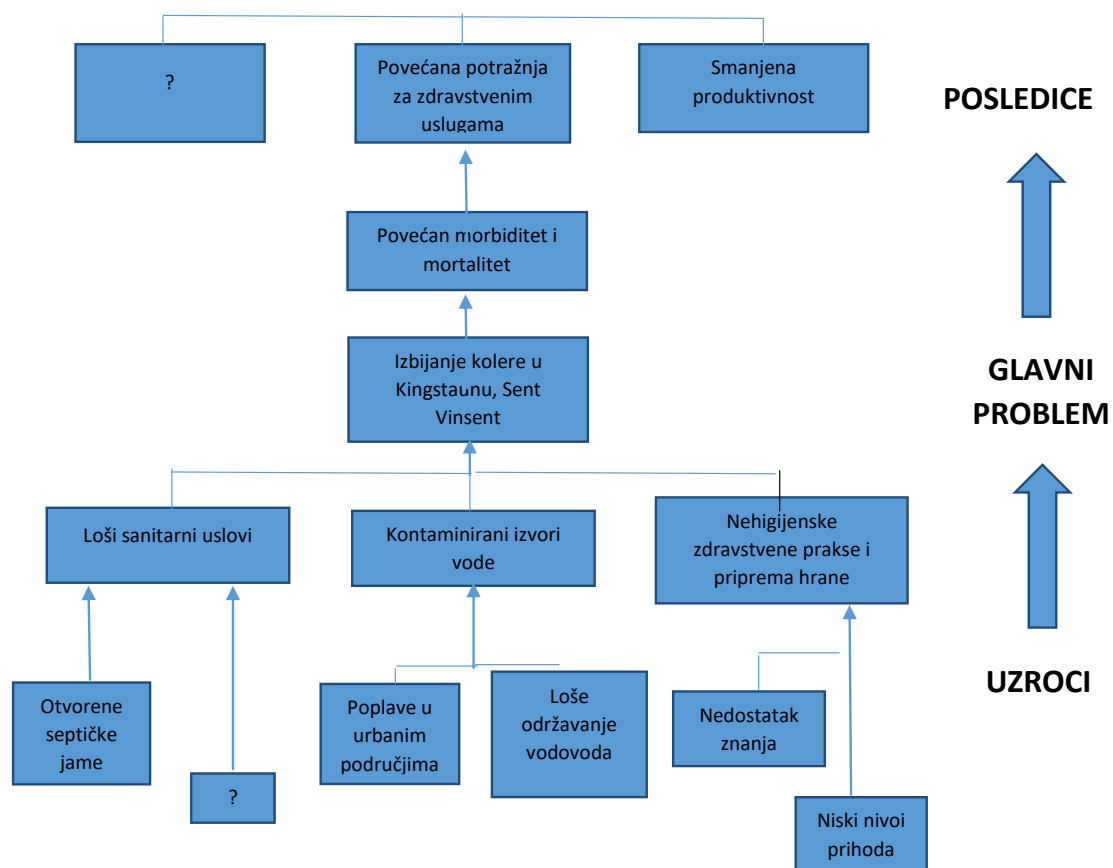 ?
Povećana potražnja
za zdravstvenim
uslugama
Smanjena
produktivnost
POSLEDICE
Povećan morbiditet i
mortalitet
Izbijanje kolere u
Kingstaunu, Sent
Vinsent
GLAVNI
PROBLEM
Loši sanitarni uslovi
Kontaminirani izvori
vode
Nehigijenske
zdravstvene prakse i
priprema hrane
UZROCI
Otvorene
septičke
jame
?
Poplave u
urbanim
područjima
Loše
održavanje
vodovoda
Nedostatak
znanja
Niski nivoi
prihoda